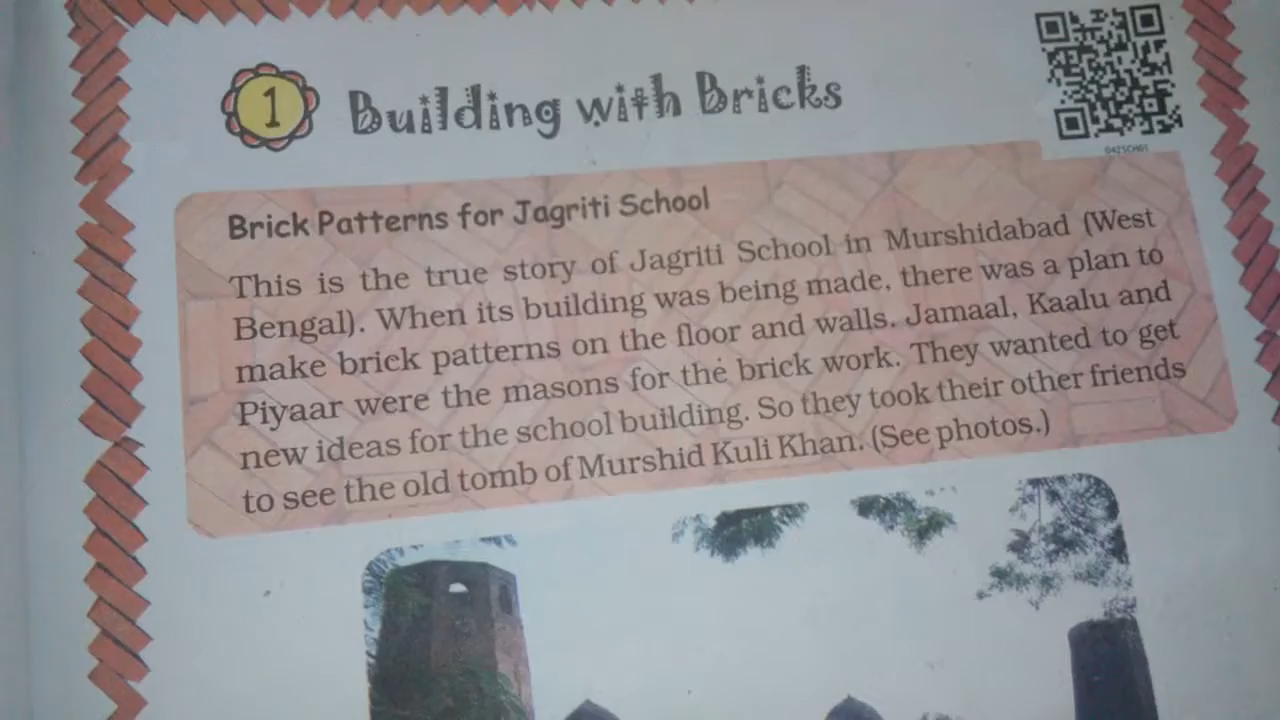 1 Building with Bricks
0425CH01
Brick Patterns for Jagriti School
This is the true story of Jagriti School in Murshidabad (West
Bengal). When its building was being made, there was a plan to
make brick patterns on the floor and walls. Jamaal, Kaalu and
Piyaar were the masons for the brick work. They wanted to get
new ideas for the school building. So they took their other friends
to see the old tomb of Murshid Kuli Khan. (See photos.)